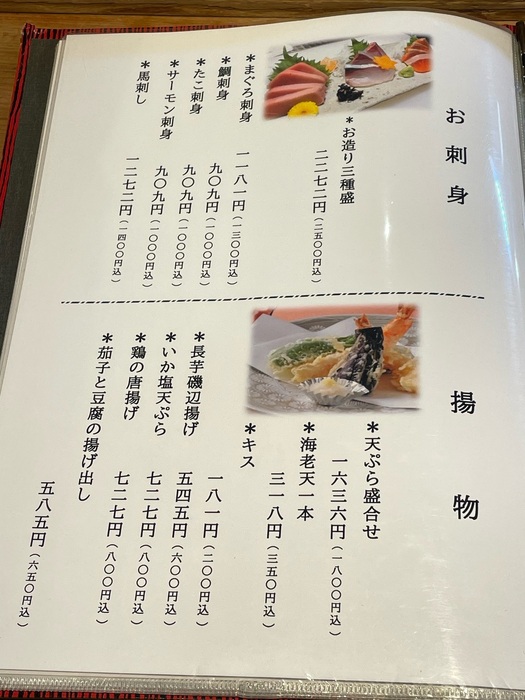 お刺身
*お造り三種盛
二二七二円(二五〇〇円込)
*まぐろ刺身
一一八一円(一三〇〇円込)
*鯛刺身
九〇九円(一〇〇〇円込)
*たこ刺身
九〇九円(一〇〇〇円込)
*サーモン刺身
九〇九円(一〇〇〇円込)
*馬刺し
一二七二円(一四〇〇円込)
揚物
*天ぷら盛合せ
一六三六円(一八〇〇円込)
*海老天一本
三一八円(三五〇円込)
*キス
一八一円(二〇〇円込)
*長芋磯辺揚げ
五四五円(六〇〇円込)
*いか塩天ぷら
七二七円(八〇〇円込)
*鶏の唐揚げ
七二七円(八〇〇円込)
*茄子と豆腐の揚げ出し
五八五円(六五〇円込)